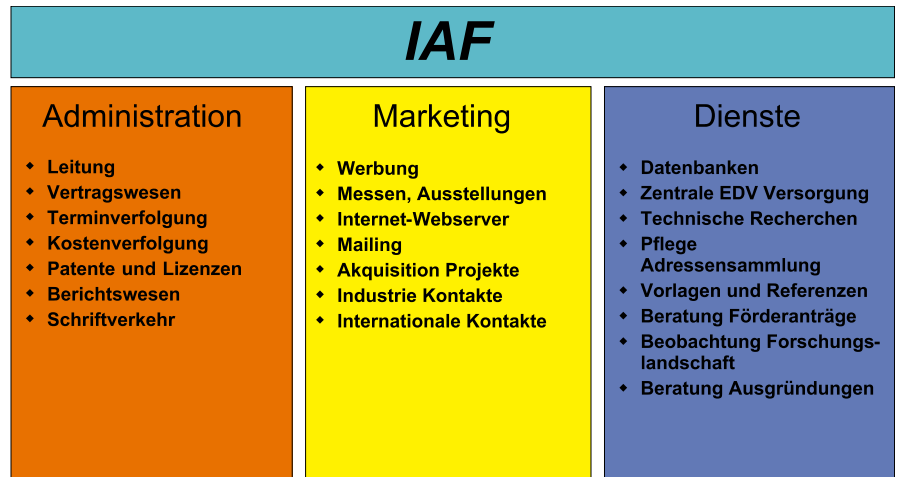 IAF
Administration
Leitung
Vertragswesen
Terminverfolgung
Kostenverfolgung
Patente und Lizenzen
Berichtswesen
Schriftverkehr
Marketing
Werbung
Messen, Ausstellungen
Internet-Webserver
Mailing
Akquisition Projekte
Industrie Kontakte
Internationale Kontakte
Dienste
Datenbanken
Zentrale EDV Versorgung
Technische Recherchen
Pflege
Adressensammlung
Vorlagen und Referenzen
Beratung Förderanträge
Beobachtung Forschungs-
landschaft
Beratung Ausgründungen